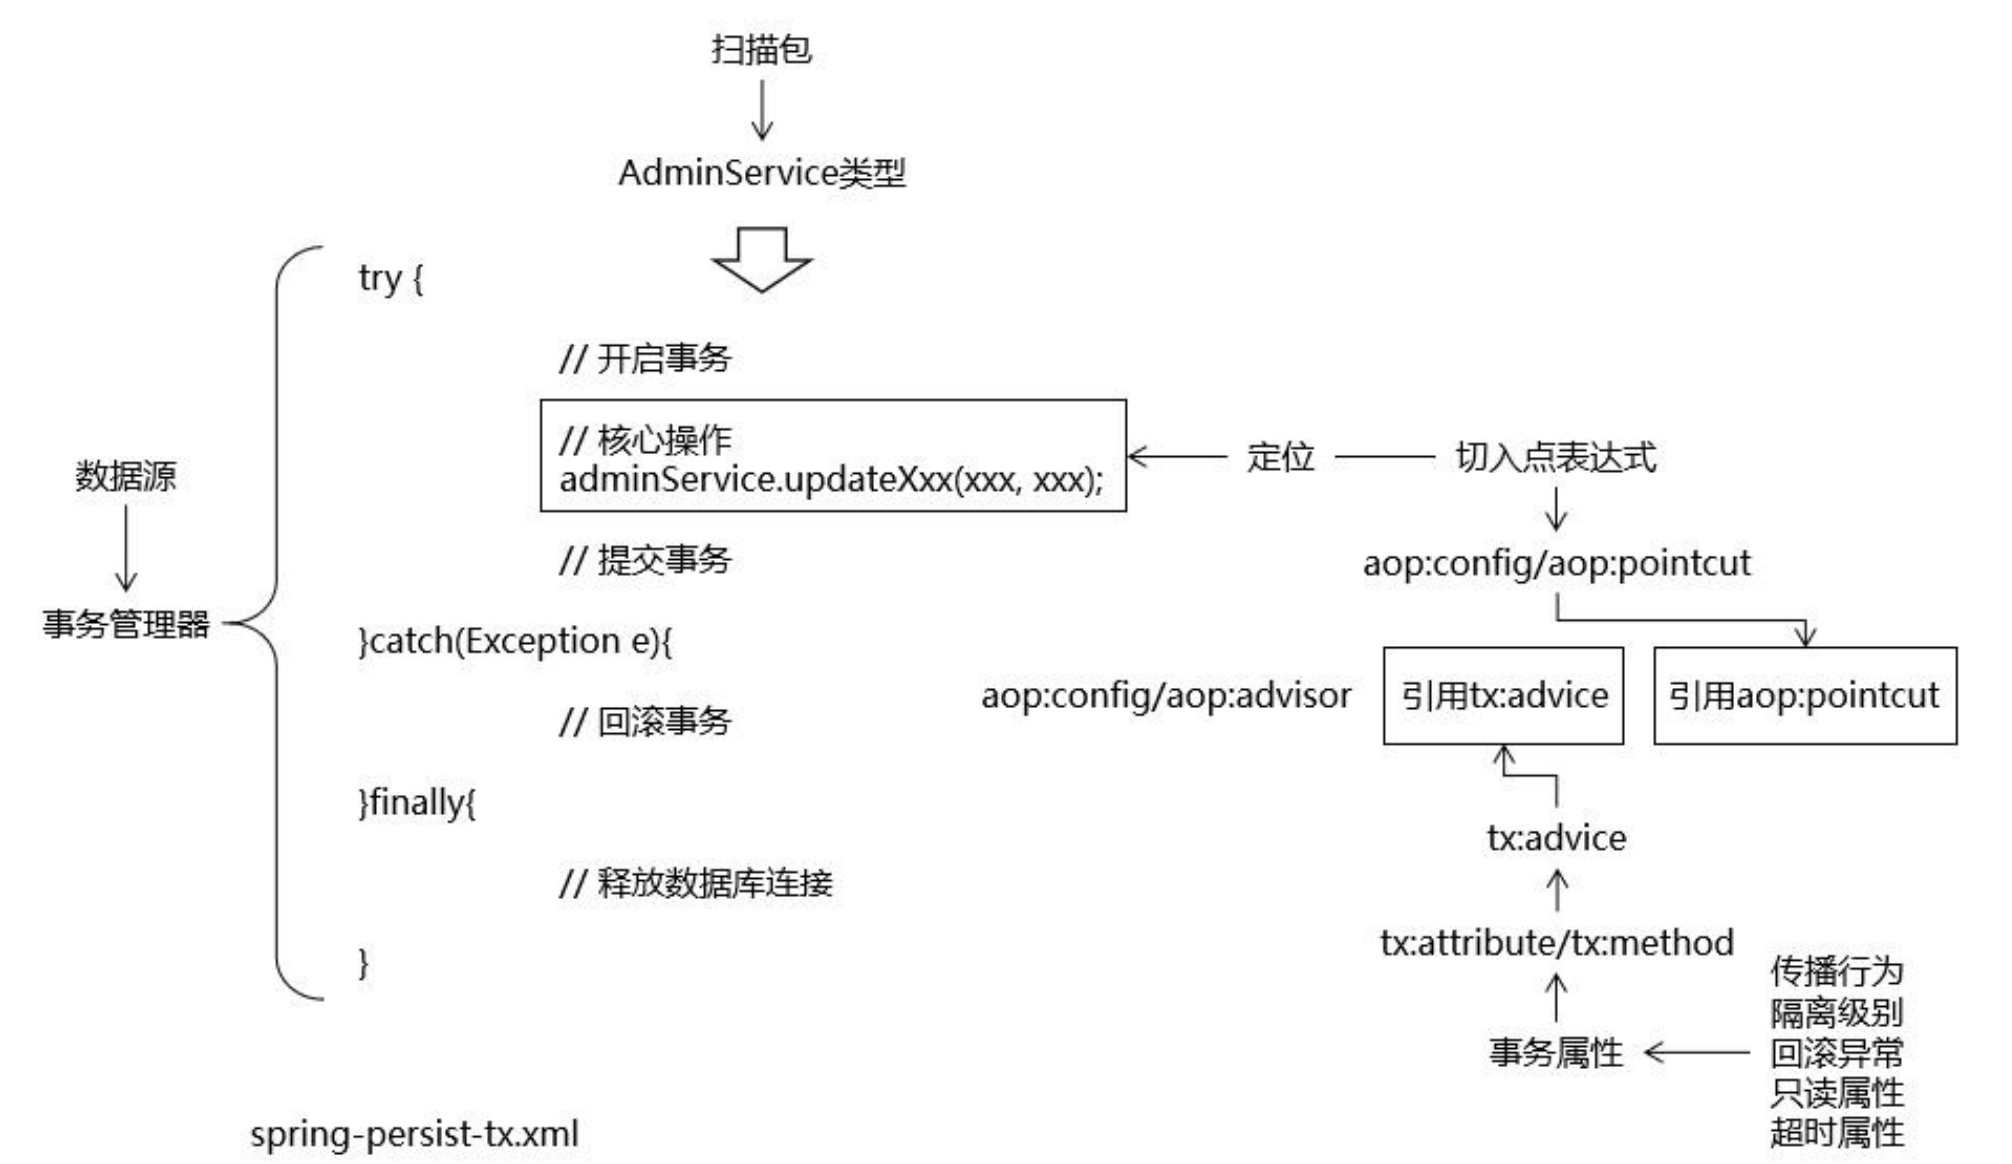 扫描包
AdminService类型
try {
// 开启事务
// 核心操作
adminService.updateXxx(xxx, xxx);
定位
切入点表达式
数据源
// 提交事务
aop:config/aop:pointcut
事务管理器
}catch(Exception e){
aop:config/aop:advisor
引用tx:advice
引用aop:pointcut
// 回滚事务
}finally{
tx:advice
// 释放数据库连接
tx:attribute/tx:method
}
传播行为
隔离级别
事务属性
回滚异常
只读属性
超时属性
spring-persist-tx.xml